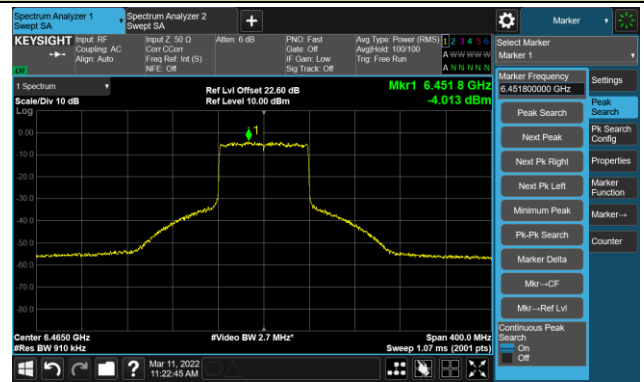 Spectrum Analyzer 1
Swept SA
Spectrum Analyzer 2
Swept SA
+
Marker
KEYSIGHT
Input: RF
Coupling: AC
Align: Auto
Input Z: 50 Ω
Corr CCorr
Freq Ref: Int (S)
NFE: Off
Atten: 6 dB
PNO: Fast
Gate: Off
IF Gain: Low
Sig Track: Off
Avg Type: Power (RMS)
Avg|Hold: 100/100
Trig: Free Run
1 2 3 4 5 6
A W W W W W
A N N N N N
Select Marker
Marker 1
1 Spectrum
Scale/Div 10 dB
Ref Lvl Offset 22.60 dB
Ref Level 10.00 dBm
Mkr1 6.451 8 GHz
-4.013 dBm
Log
0.00
-10.0
-20.0
-30.0
-40.0
-50.0
-60.0
-70.0
-80.0
1
Center 6.4650 GHz
#Res BW 910 kHz
#Video BW 2.7 MHz*
Span 400.0 MHz
Sweep 1.07 ms (2001 pts)
Marker Frequency
6.451800000 GHz
Peak Search
Next Peak
Next Pk Right
Next Pk Left
Minimum Peak
Pk-Pk Search
Marker Delta
Mkr→CF
Mkr→Ref Lvl
Continuous Peak
Search
On
Off
Settings
Peak
Search
Pk Search
Config
Properties
Marker
Function
Marker→
Counter
?
Mar 11, 2022
11:22:45 AM